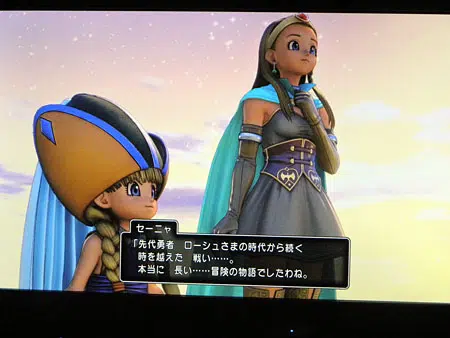 セーニャ
「先代勇者　ローシュさまの時代から続く
時を越えた　戦い……。
本当に　長い……冒険の物語でしたわね。